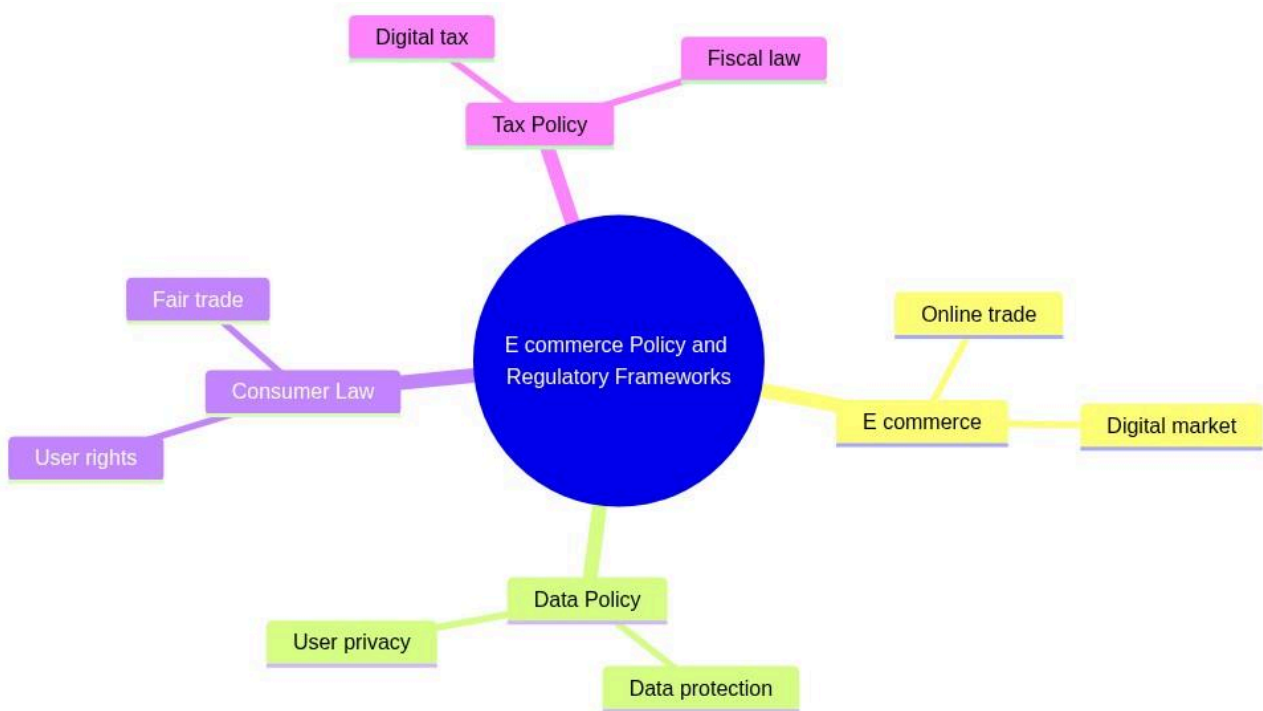 Digital tax
Fiscal law
Tax Policy
Fair trade
Online trade
E commerce Policy and
Regulatory Frameworks
Consumer Law
E commerce
Digital market
User rights
Data Policy
User privacy
Data protection